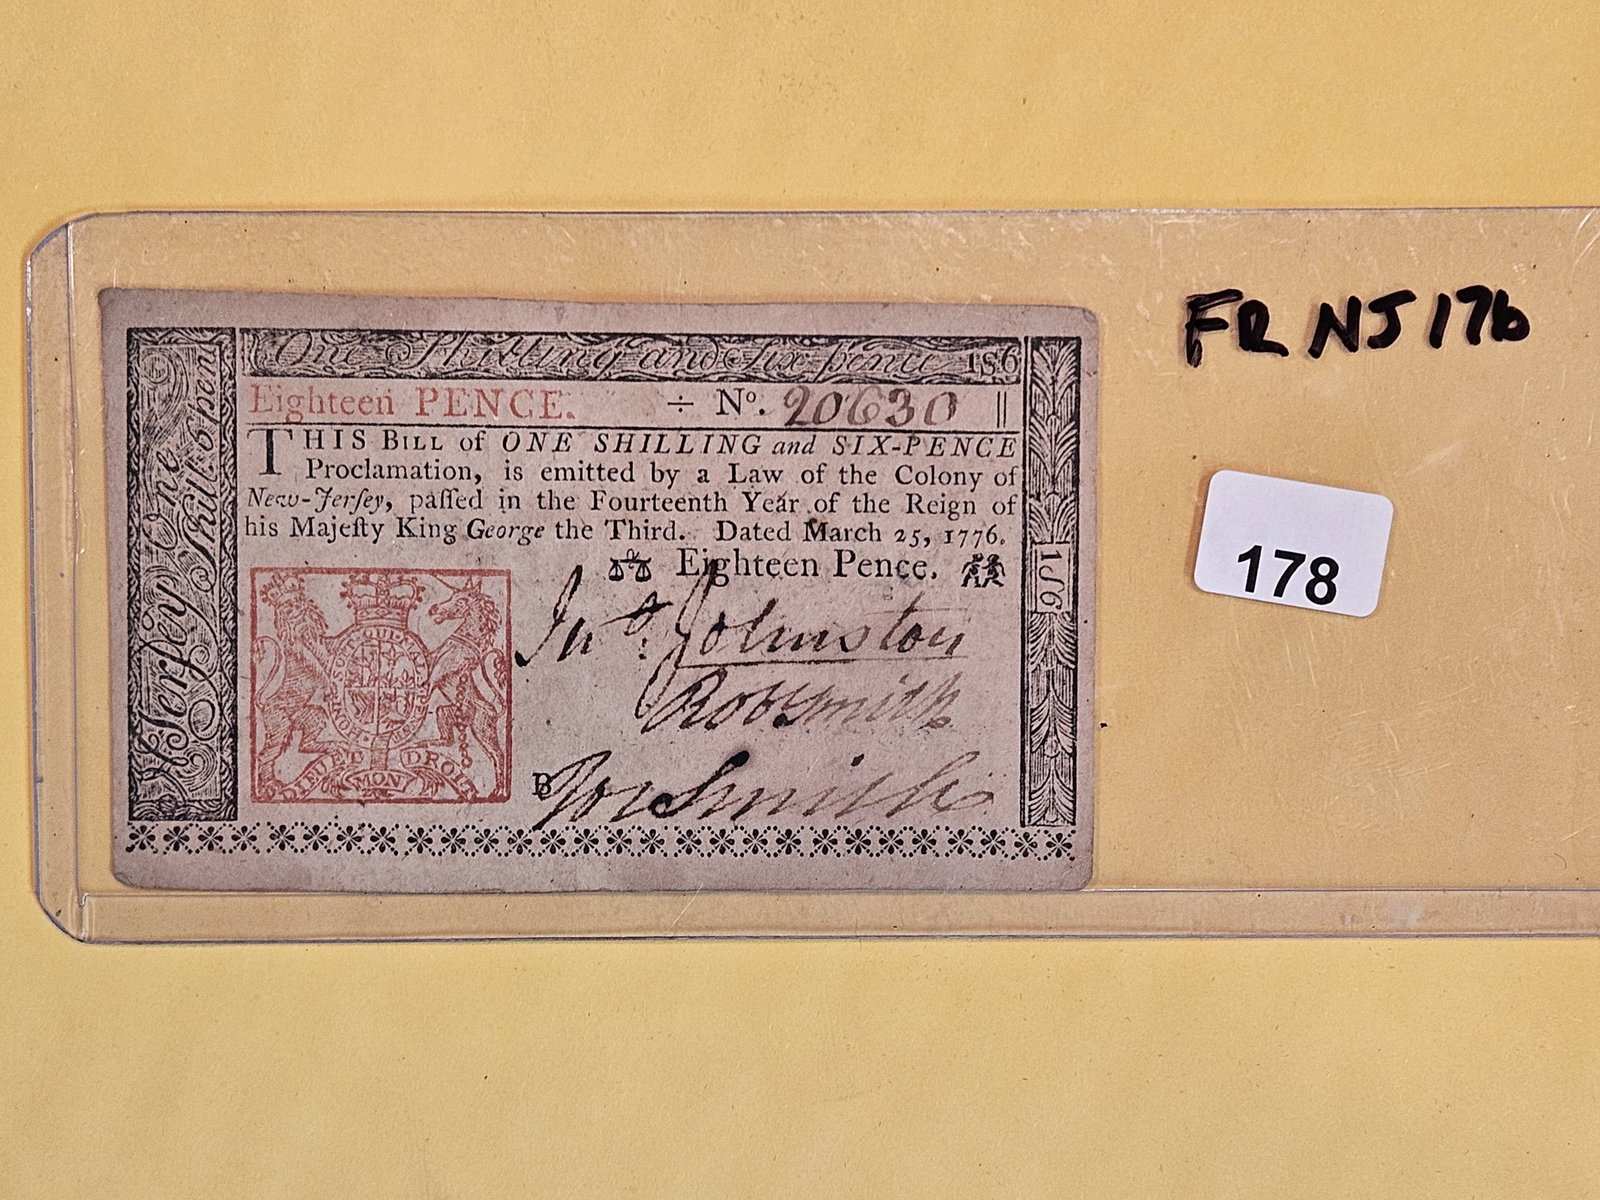 One Shilling and Six-pence 1s6
Eighteen PENCE. ÷ No. 20630 ||
THIS BILL of ONE SHILLING and SIX-PENCE
Proclamation, is emitted by a Law of the Colony of
New-Jerſey, paſſed in the Fourteenth Year of the Reign of
his Majeſty King George the Third. Dated March 25, 1776.
Eighteen Pence.
Jno. Johnston
Robt Smith
B
Jos Smith
N Jerſey One
Shill. 6 pen
1ſ6
DIEU ET MON DROIT
FR NJ 176
178